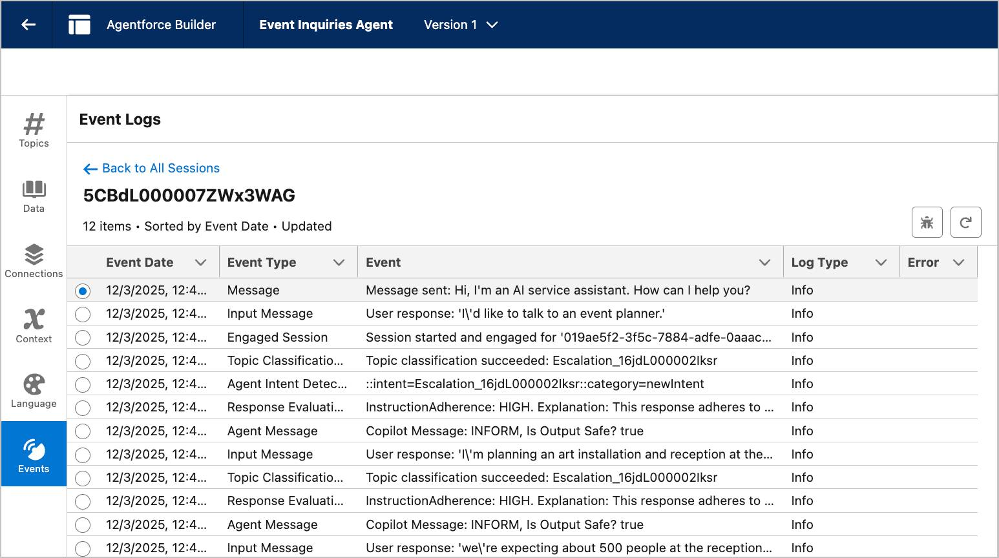 Agentforce Builder Event Inquiries Agent Version 1
Topics
Data
Connections
Context
Language
Events
Event Logs
Back to All Sessions
5CBdL000007ZWx3WAG
12 items • Sorted by Event Date • Updated
Event Date Event Type Event Log Type Error
12/3/2025, 12:4... Message Message sent: Hi, I'm an AI service assistant. How can I help you? Info
12/3/2025, 12:4... Input Message User response: 'I\'d like to talk to an event planner.' Info
12/3/2025, 12:4... Engaged Session Session started and engaged for '019ae5f2-3f5c-7884-adfe-0aaac... Info
12/3/2025, 12:4... Topic Classificatio... Topic classification succeeded: Escalation_16jdL000002Iksr Info
12/3/2025, 12:4... Agent Intent Detec... ::intent=Escalation_16jdL000002Iksr::category=newIntent Info
12/3/2025, 12:4... Response Evaluati... InstructionAdherence: HIGH. Explanation: This response adheres to ... Info
12/3/2025, 12:4... Agent Message Copilot Message: INFORM, Is Output Safe? true Info
12/3/2025, 12:4... Input Message User response: 'I\'m planning an art installation and reception at the... Info
12/3/2025, 12:4... Topic Classificatio... Topic classification succeeded: Escalation_16jdL000002Iksr Info
12/3/2025, 12:4... Response Evaluati... InstructionAdherence: HIGH. Explanation: This response adheres to ... Info
12/3/2025, 12:4... Agent Message Copilot Message: INFORM, Is Output Safe? true Info
12/3/2025, 12:4... Input Message User response: 'we\'re expecting about 500 people at the reception... Info